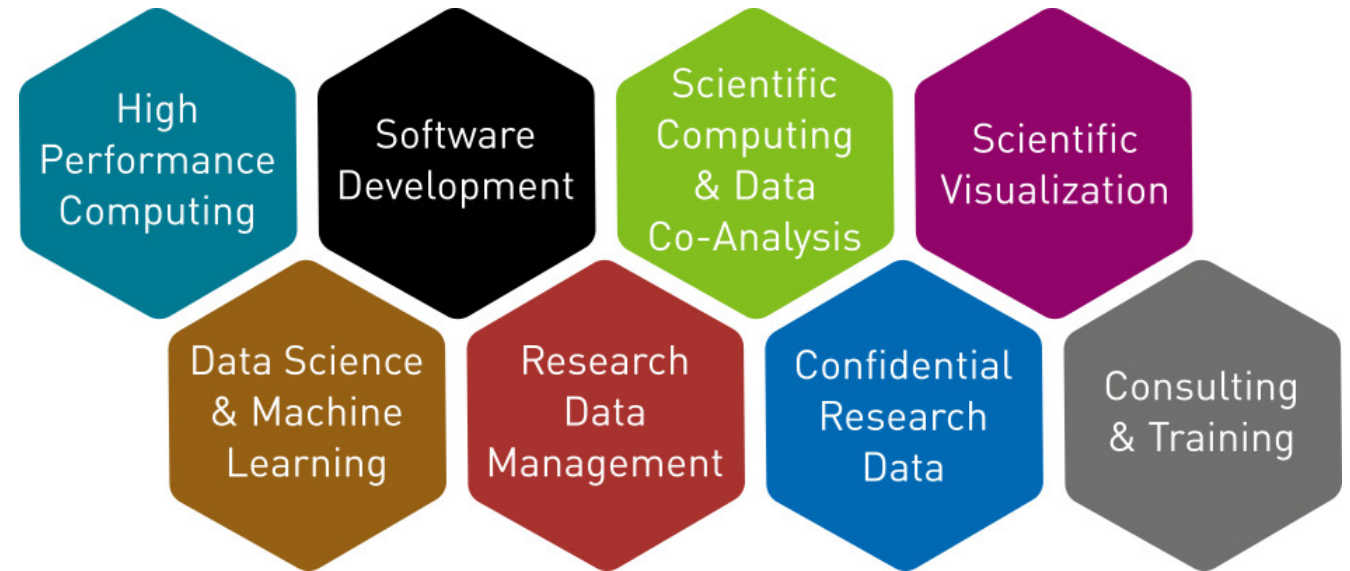 High
Performance
Computing
Software
Development
Scientific
Computing
& Data
Co-Analysis
Scientific
Visualization
Data Science
& Machine
Learning
Research
Data
Management
Confidential
Research
Data
Consulting
& Training